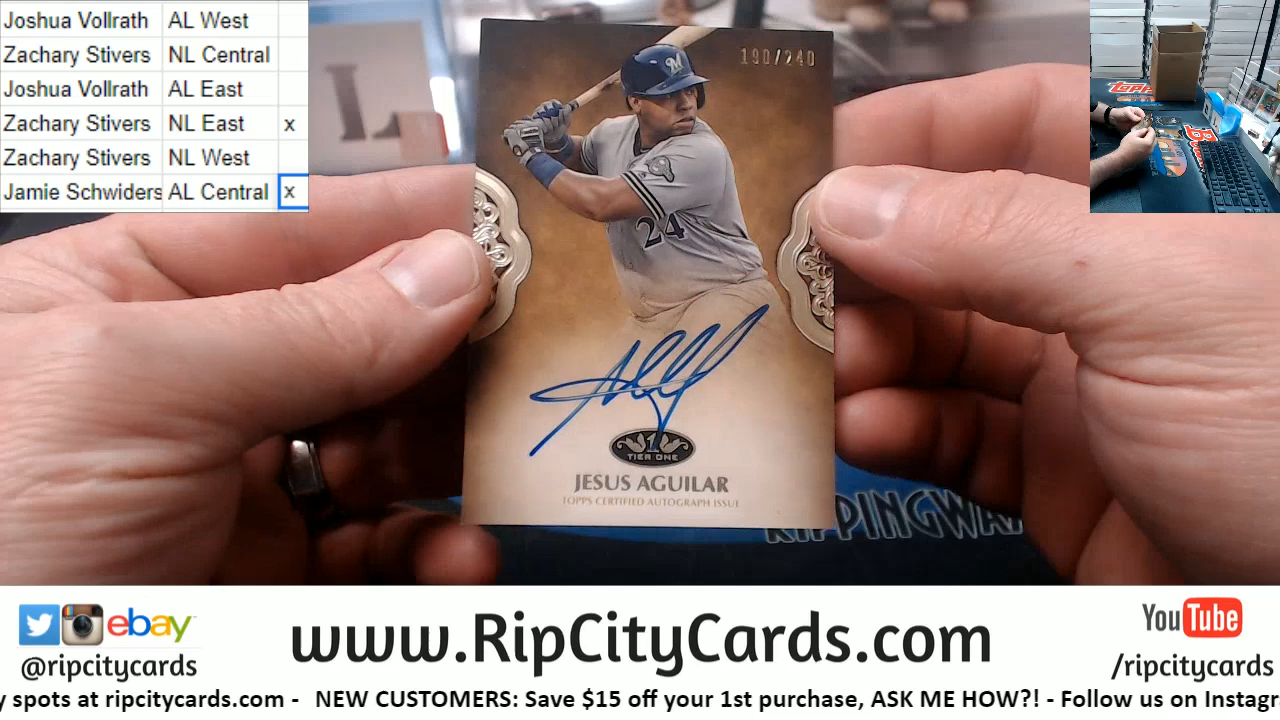 Joshua Vollrath AL West
Zachary Stivers NL Central
Joshua Vollrath AL East
Zachary Stivers NL East x
Zachary Stivers NL West
Jamie Schwiders AL Central x
190/240
M
24
1
TIER ONE
JESUS AGUILAR
TOPPS CERTIFIED AUTOGRAPH ISSUE
topps
ebay
@ripcitycards
www.RipCityCards.com
YouTube
/ripcitycards
y spots at ripcitycards.com - NEW CUSTOMERS: Save $15 off your 1st purchase, ASK ME HOW?! - Follow us on Instagr